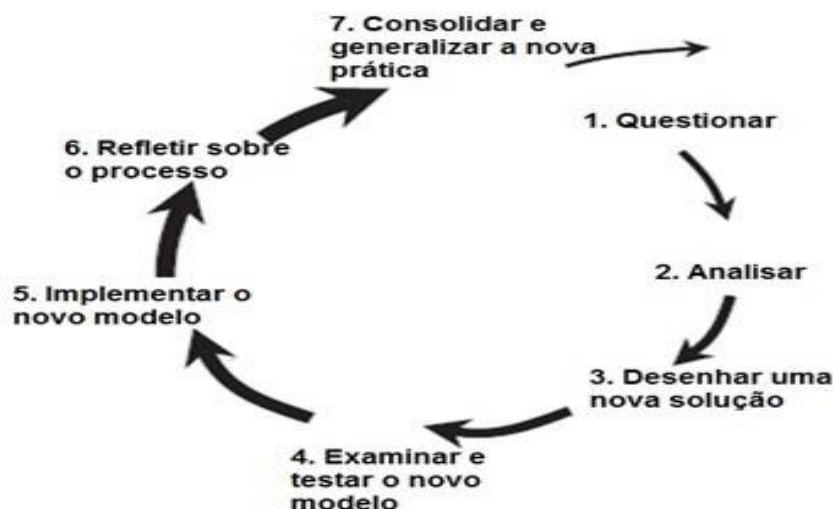 7. Consolidar e
generalizar a nova
prática
1. Questionar
2. Analisar
3. Desenhar uma
nova solução
4. Examinar e
testar o novo
modelo
5. Implementar o
novo modelo
6. Refletir sobre
o processo